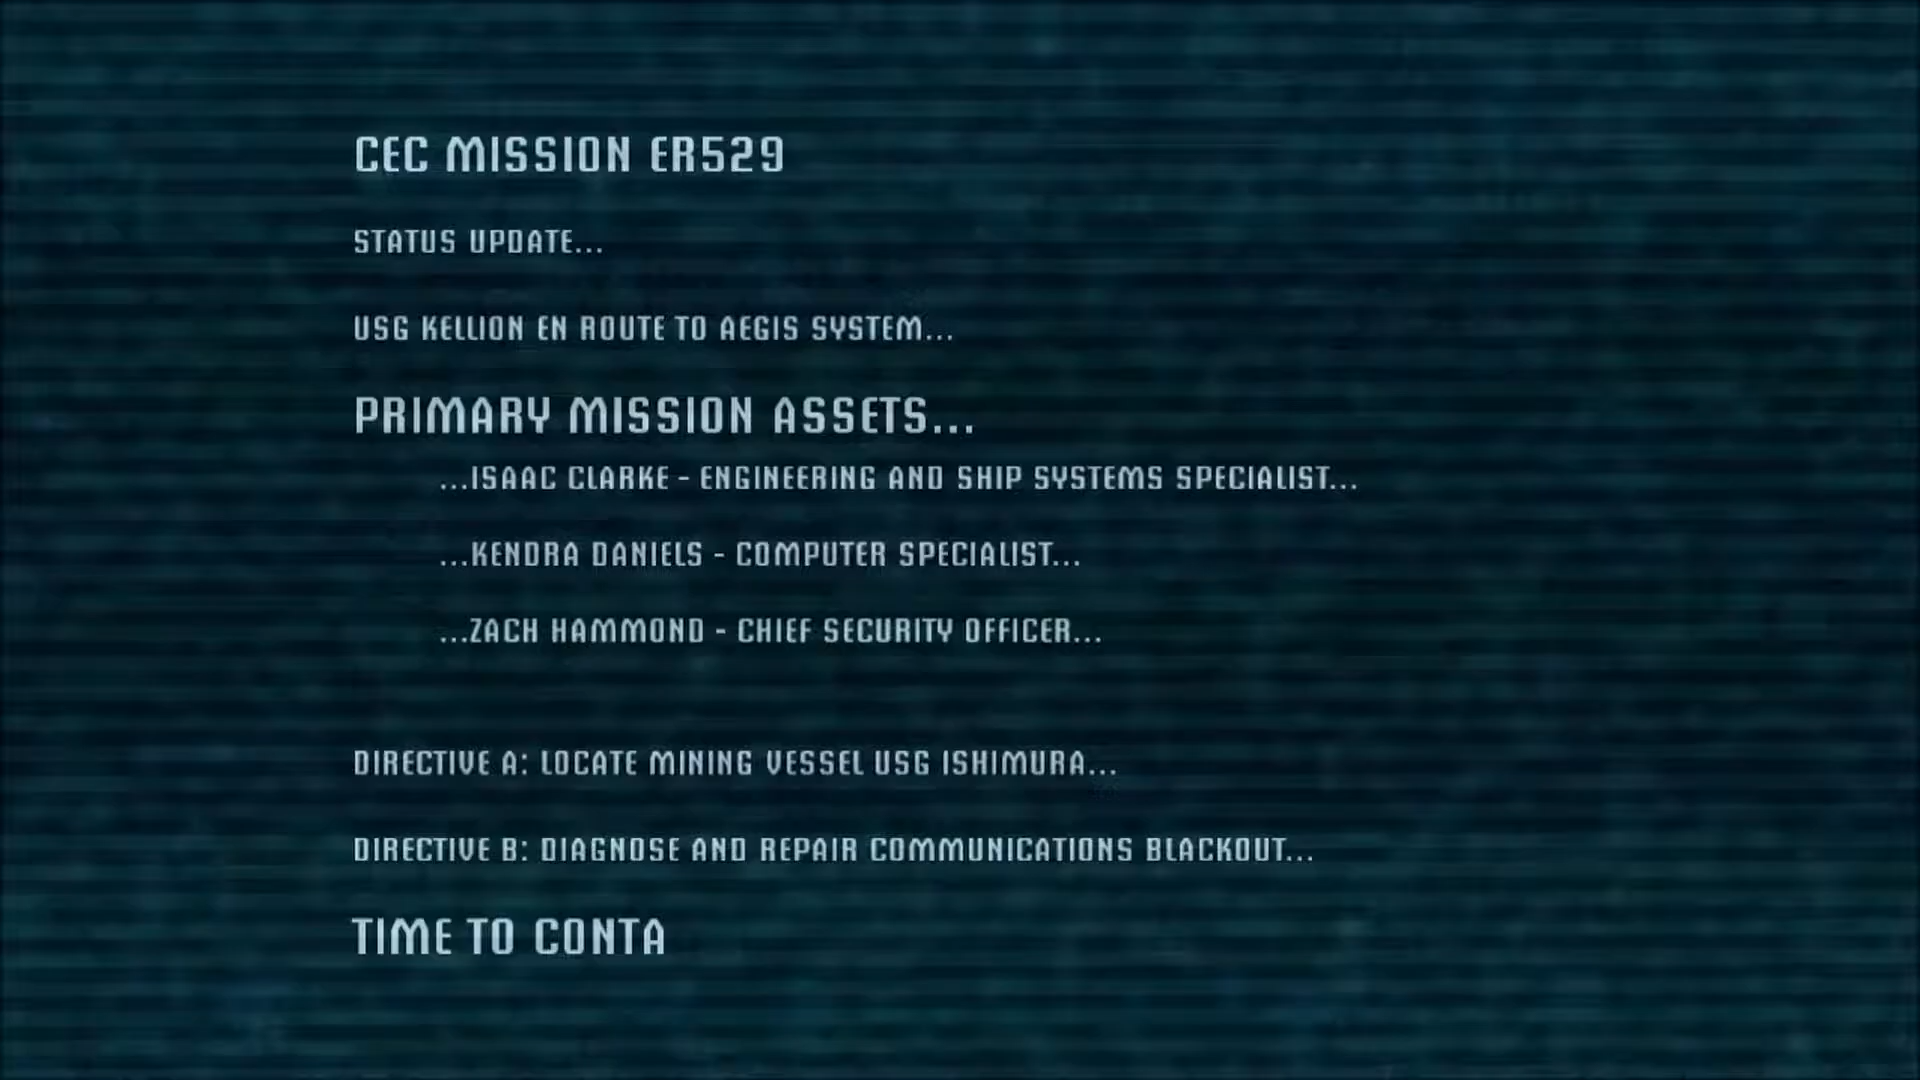 CEC MISSION ER529
STATUS UPDATE...
USG KELLION EN ROUTE TO AEGIS SYSTEM...
PRIMARY MISSION ASSETS...
...ISAAC CLARKE - ENGINEERING AND SHIP SYSTEMS SPECIALIST...
...KENDRA DANIELS - COMPUTER SPECIALIST...
...ZACH HAMMOND - CHIEF SECURITY OFFICER...
DIRECTIVE A: LOCATE MINING VESSEL USG ISHIMURA...
DIRECTIVE B: DIAGNOSE AND REPAIR COMMUNICATIONS BLACKOUT...
TIME TO CONTA